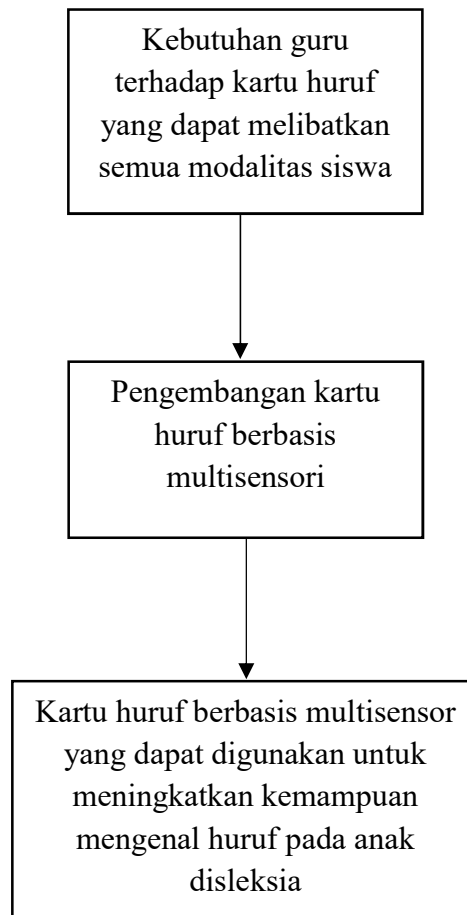 Kebutuhan guru
terhadap kartu huruf
yang dapat melibatkan
semua modalitas siswa
Pengembangan kartu
huruf berbasis
multisensori
Kartu huruf berbasis multisensor
yang dapat digunakan untuk
meningkatkan kemampuan
mengenal huruf pada anak
disleksia